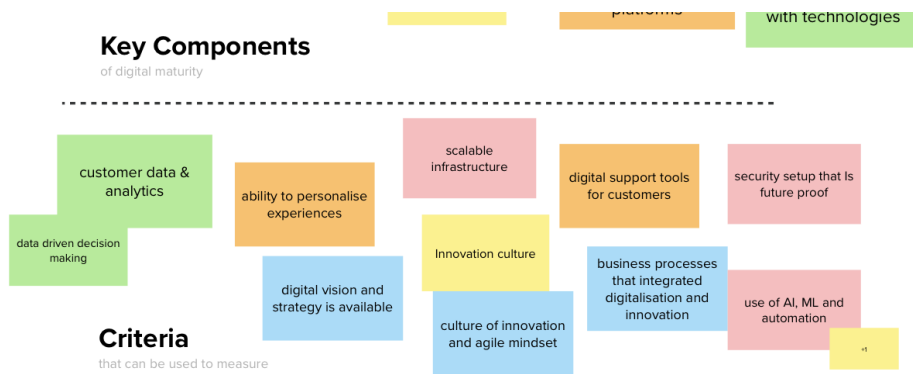 platforms
with technologies
Key Components
of digital maturity
scalable
infrastructure
customer data &
analytics
digital support tools
for customers
security setup that Is
future proof
ability to personalise
experiences
data driven decision
making
Innovation culture
business processes
that integrated
digitalisation and
innovation
digital vision and
strategy is available
use of AI, ML and
automation
culture of innovation
and agile mindset
+1
Criteria
that can be used to measure